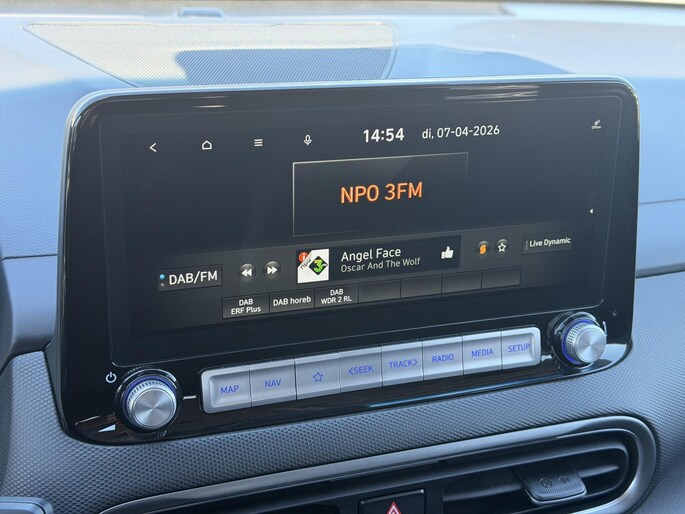 14:54 di, 07-04-2026
NPO 3FM
Angel Face
Oscar And The Wolf
Live Dynamic
DAB/FM
DAB
ERF Plus
DAB horeb
DAB
WDR 2 RL
MAP
NAV
<SEEK
TRACK>
RADIO
MEDIA
SETUP